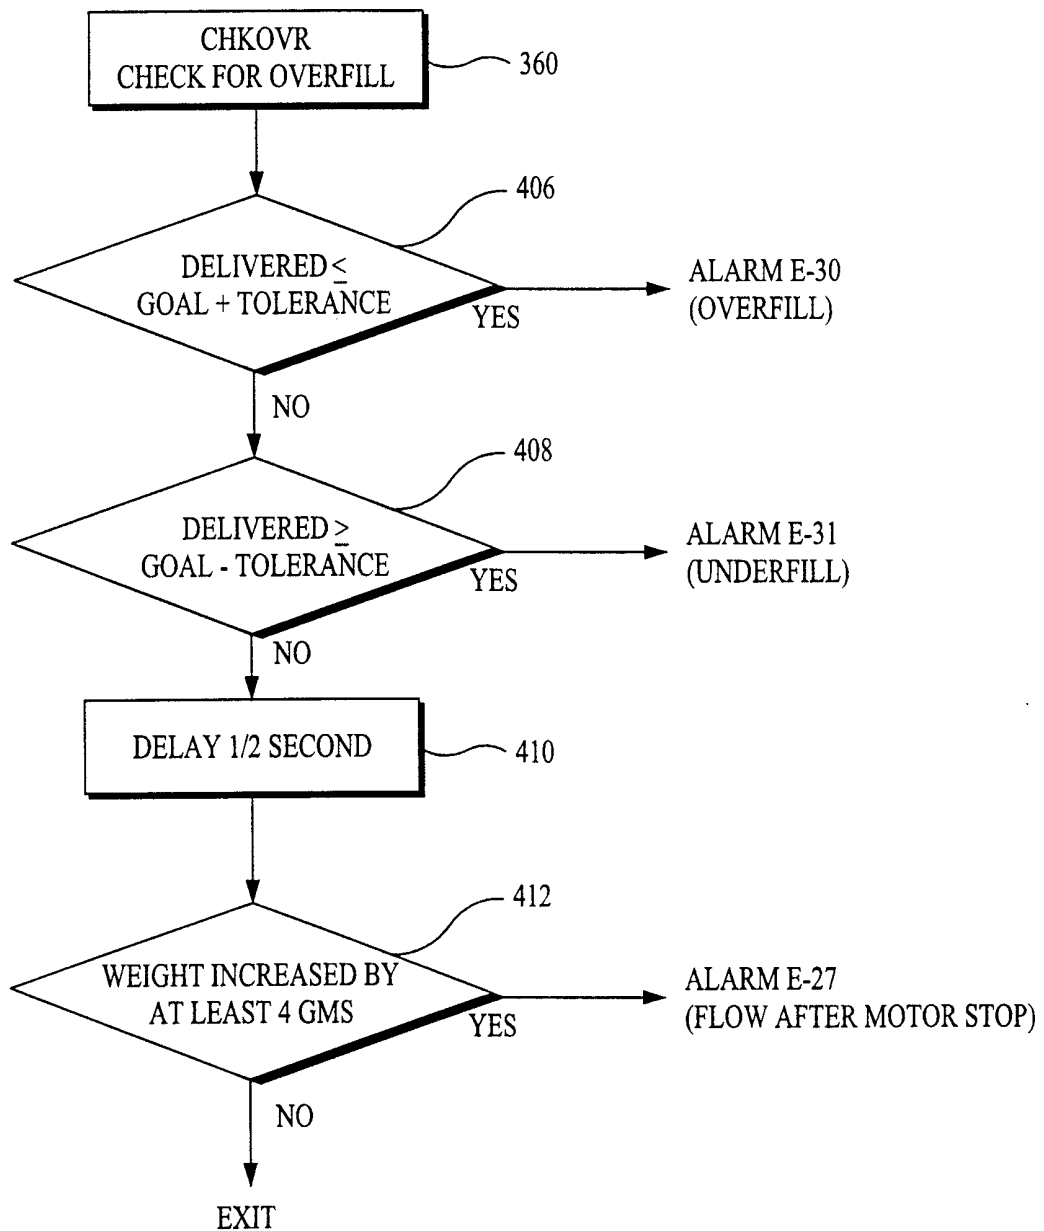 CHKOVR
CHECK FOR OVERFILL
360
406
DELIVERED ≤
GOAL + TOLERANCE
YES
ALARM E-30
(OVERFILL)
NO
408
DELIVERED ≥
GOAL - TOLERANCE
YES
ALARM E-31
(UNDERFILL)
NO
DELAY 1/2 SECOND
410
412
WEIGHT INCREASED BY
AT LEAST 4 GMS
YES
ALARM E-27
(FLOW AFTER MOTOR STOP)
NO
EXIT